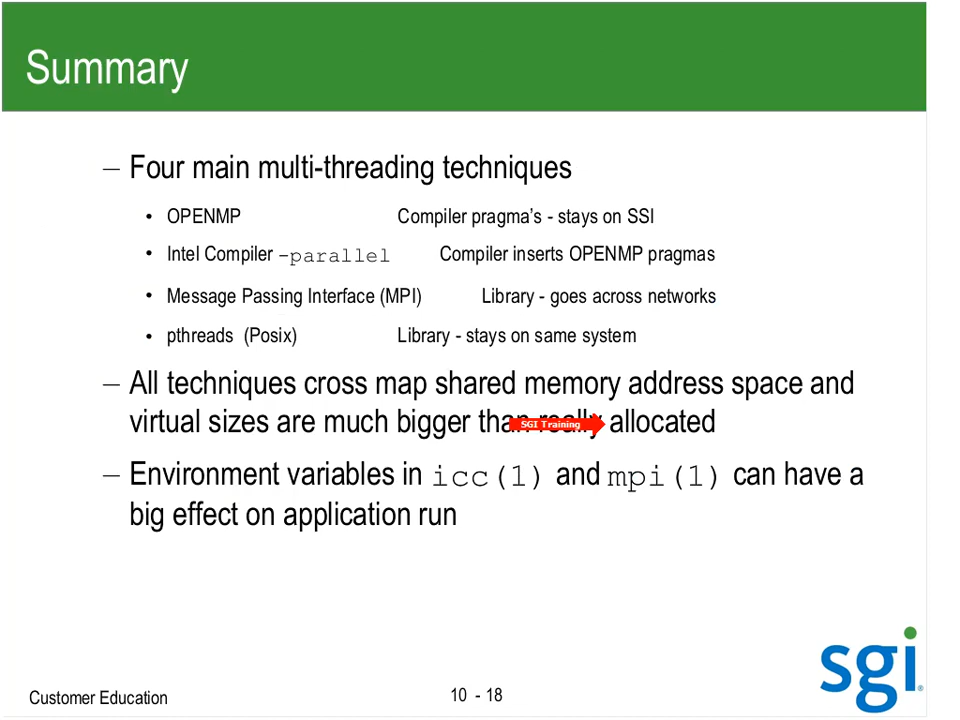 Summary
– Four main multi-threading techniques
• OPENMP Compiler pragma's - stays on SSI
• Intel Compiler -parallel Compiler inserts OPENMP pragmas
• Message Passing Interface (MPI) Library - goes across networks
• pthreads (Posix) Library - stays on same system
– All techniques cross map shared memory address space and
virtual sizes are much bigger than really allocated
SGI Training
– Environment variables in icc(1) and mpi(1) can have a
big effect on application run
sgi®
Customer Education
10 - 18